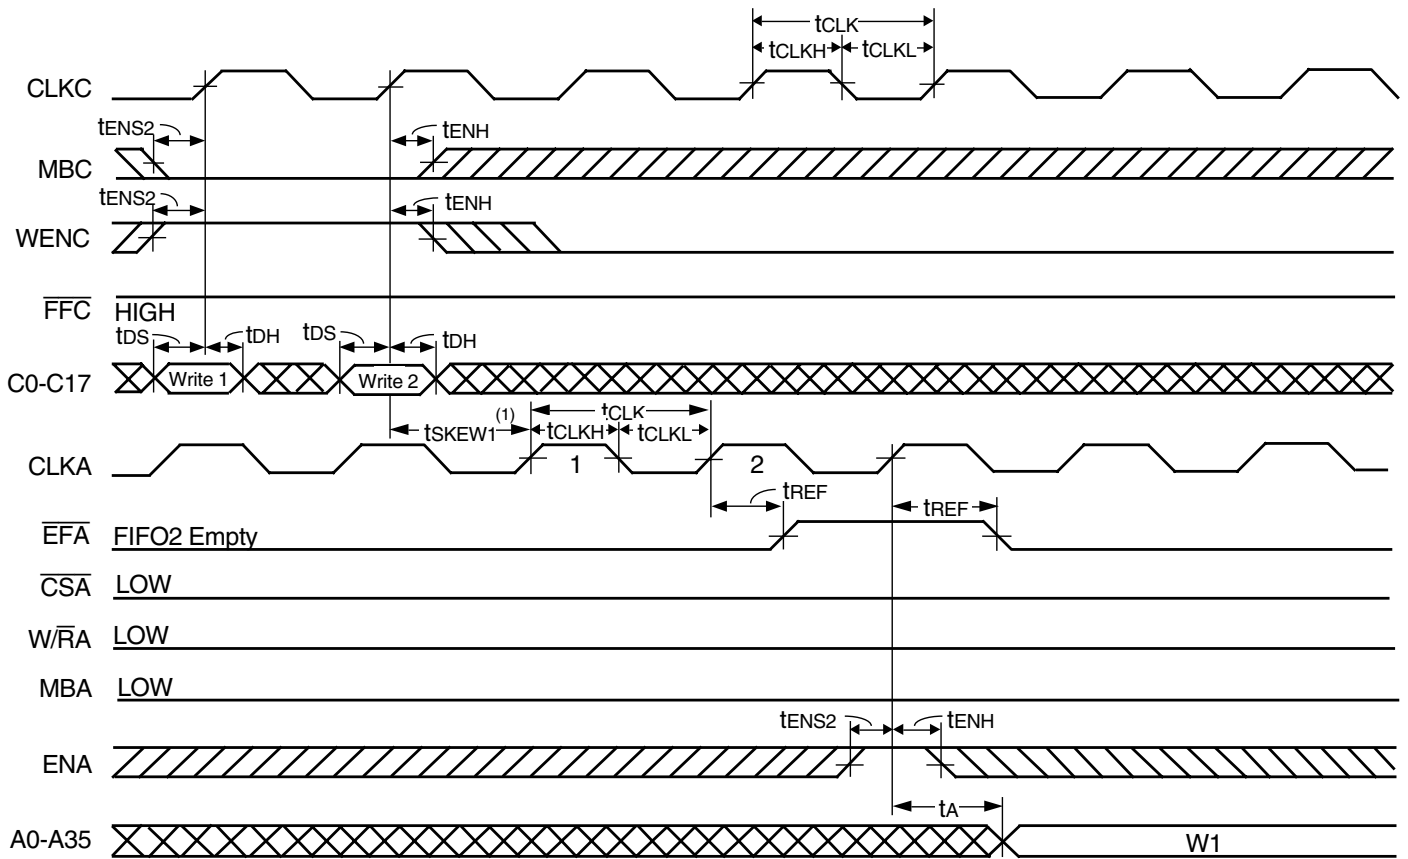 tCLK
tCLKH tCLKL
CLKC
tENS2 tENH
MBC
tENS2 tENH
WENC
FFC HIGH
tDS tDH tDS tDH
C0-C17 Write 1 Write 2
tSKEW1(1) tCLK
tCLKH tCLKL
CLKA 1 2
tREF tREF
EFA FIFO2 Empty
CSA LOW
W/RA LOW
MBA LOW
tENS2 tENH
ENA
tA
A0-A35 W1